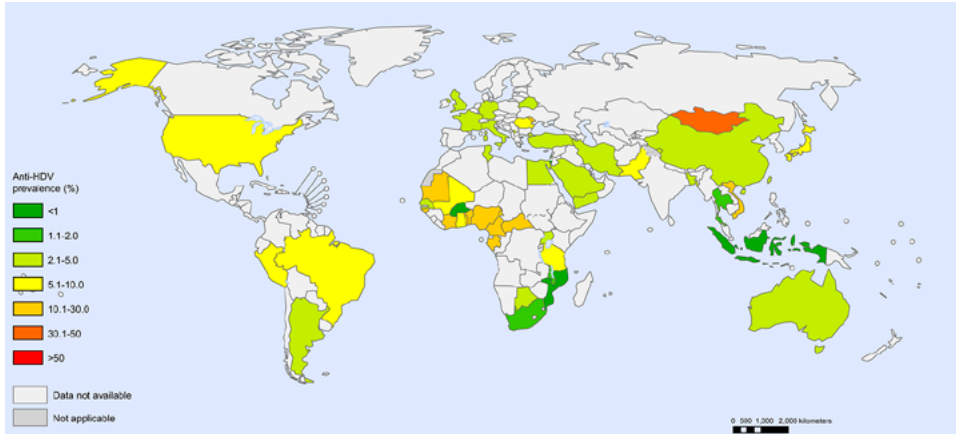 Anti-HDV
prevalence (%)
<1
1.1-2.0
2.1-5.0
5.1-10.0
10.1-30.0
30.1-50
>50
Data not available
Not applicable
0 500 1,000 2,000 kilometers